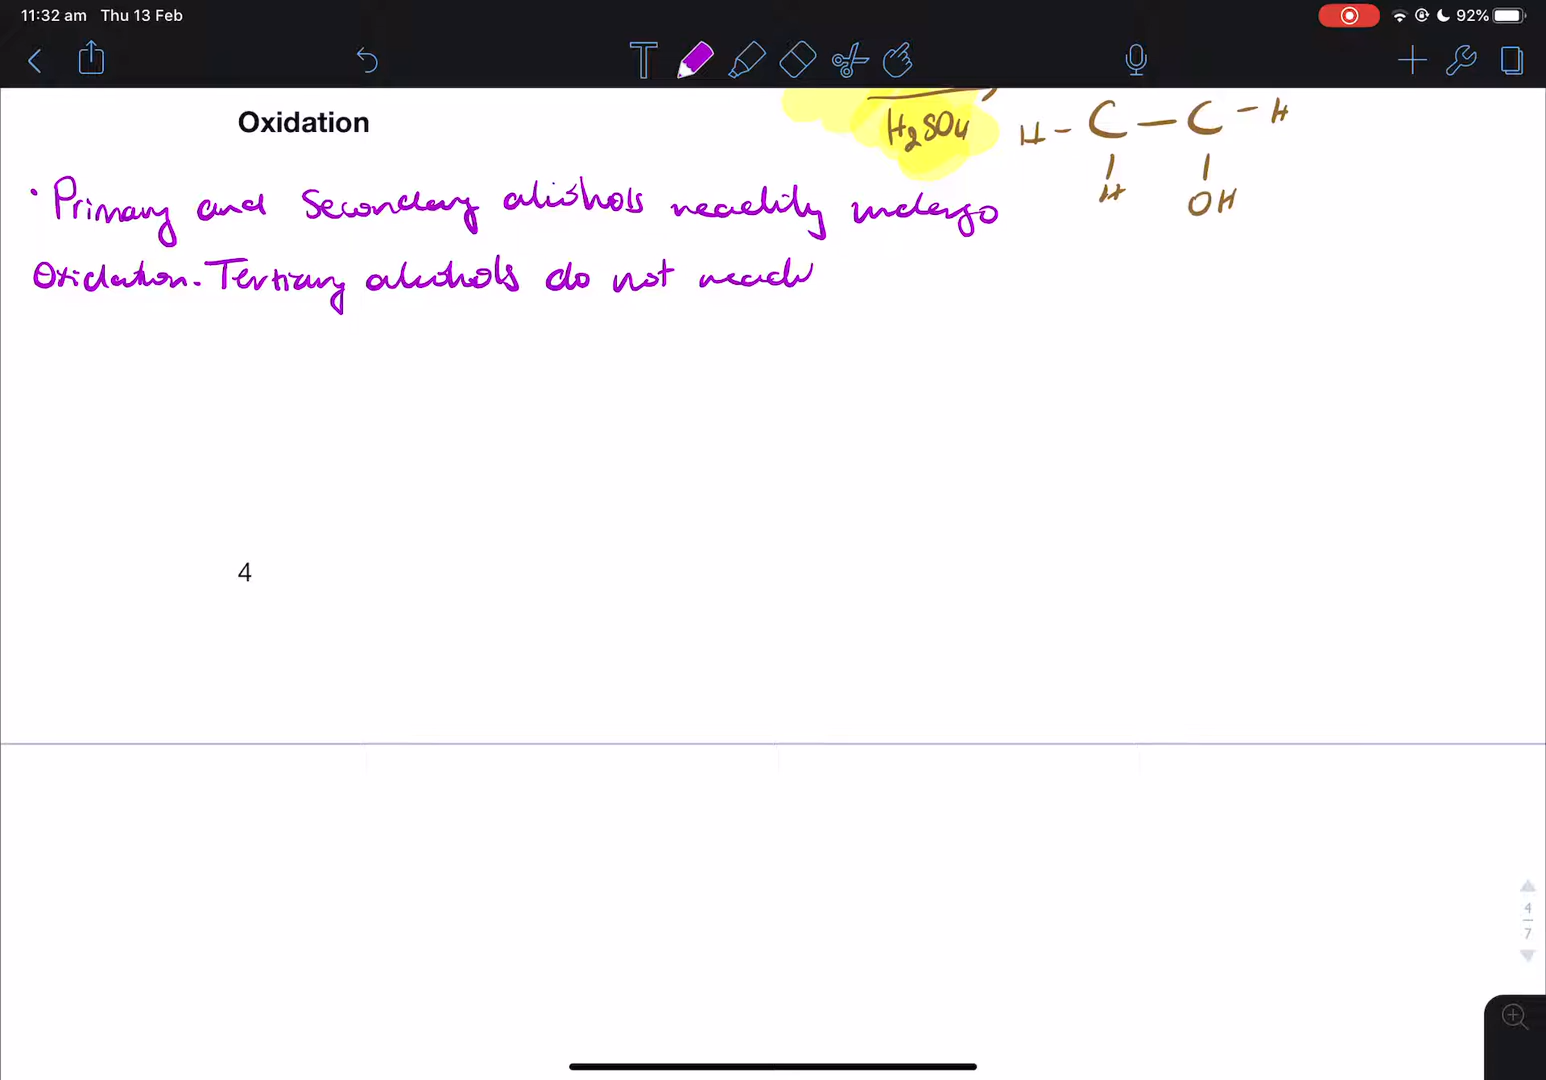 11:32 am Thu 13 Feb
92%
T
Oxidation
H₂SO₄
H - C — C - H
H OH
· Primary and Secondary alcohols readily undergo
Oxidation. Tertiary alcohols do not read
4
4
7